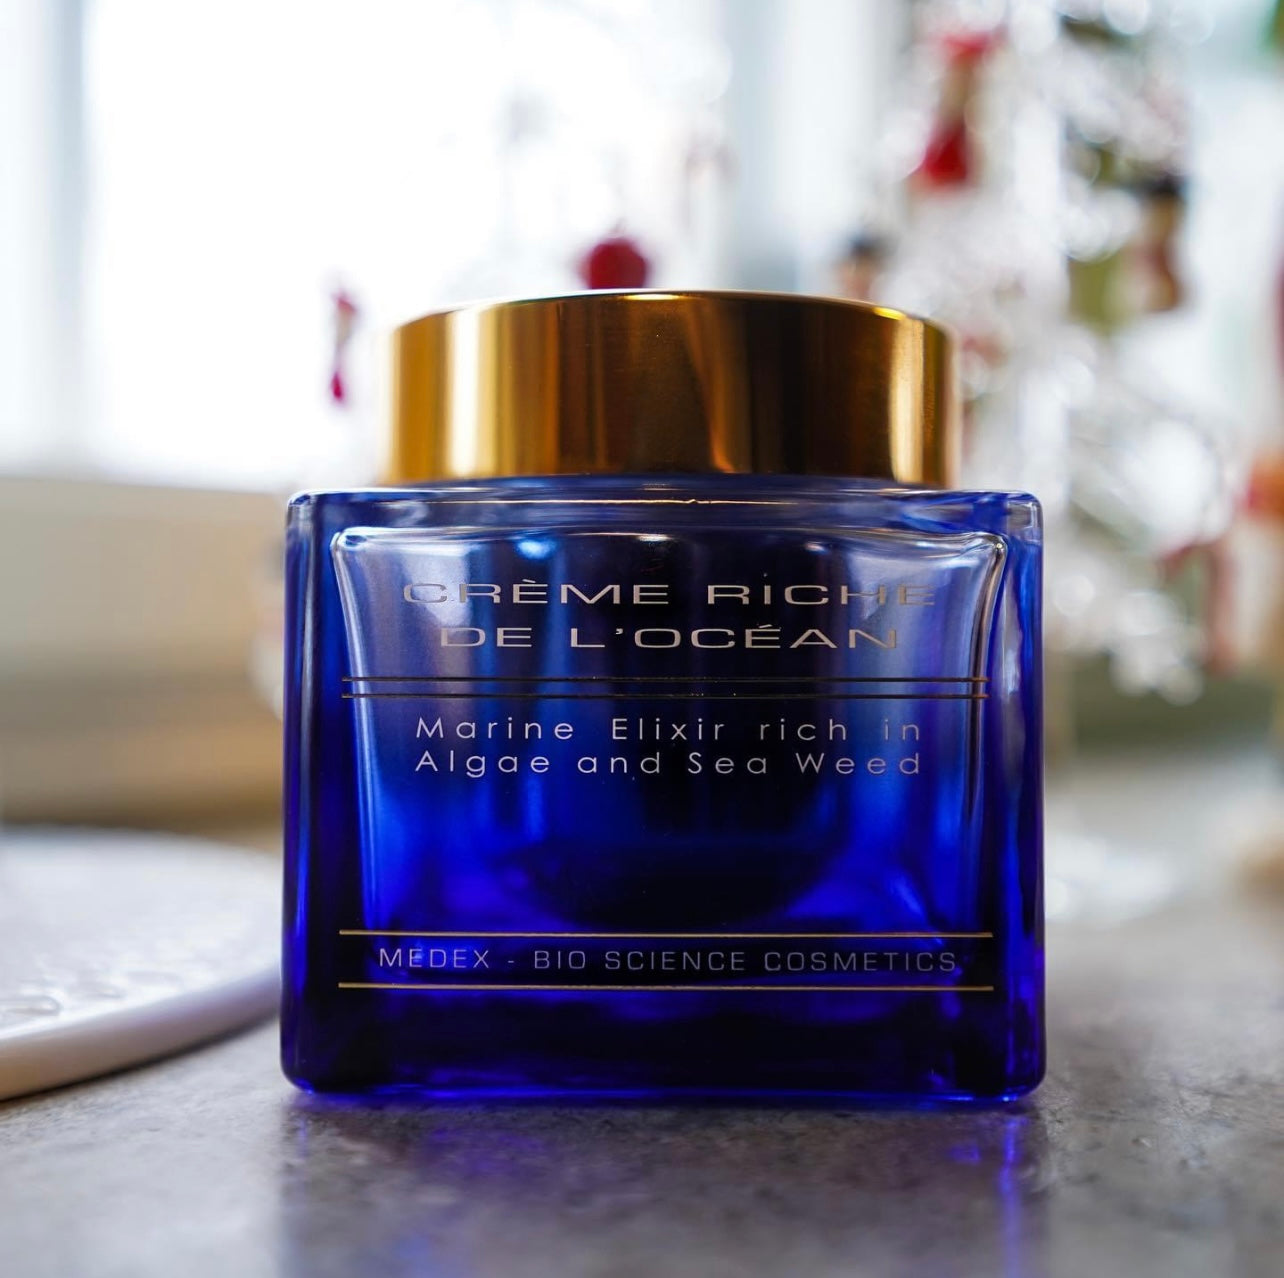 CRÈME RICHE
DE L'OCÉAN
Marine Elixir rich in
Algae and Sea Weed
MEDEX - BIO SCIENCE COSMETICS